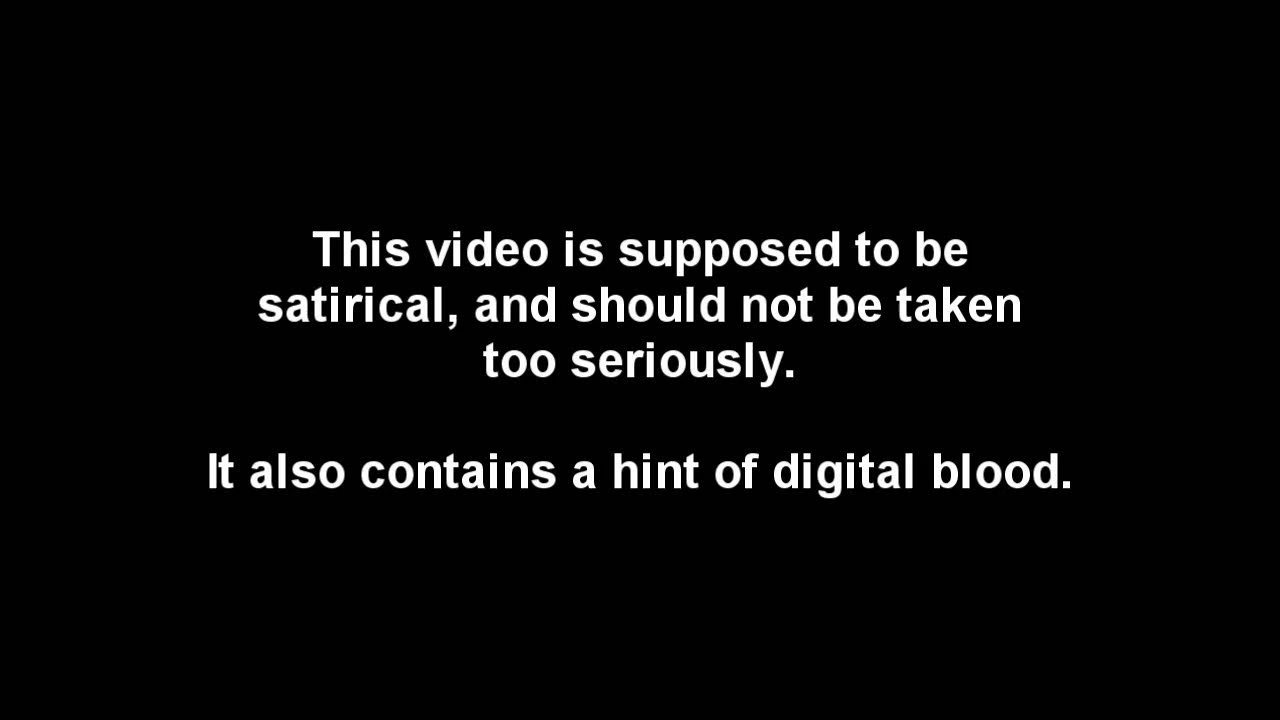 This video is supposed to be
satirical, and should not be taken
too seriously.
It also contains a hint of digital blood.